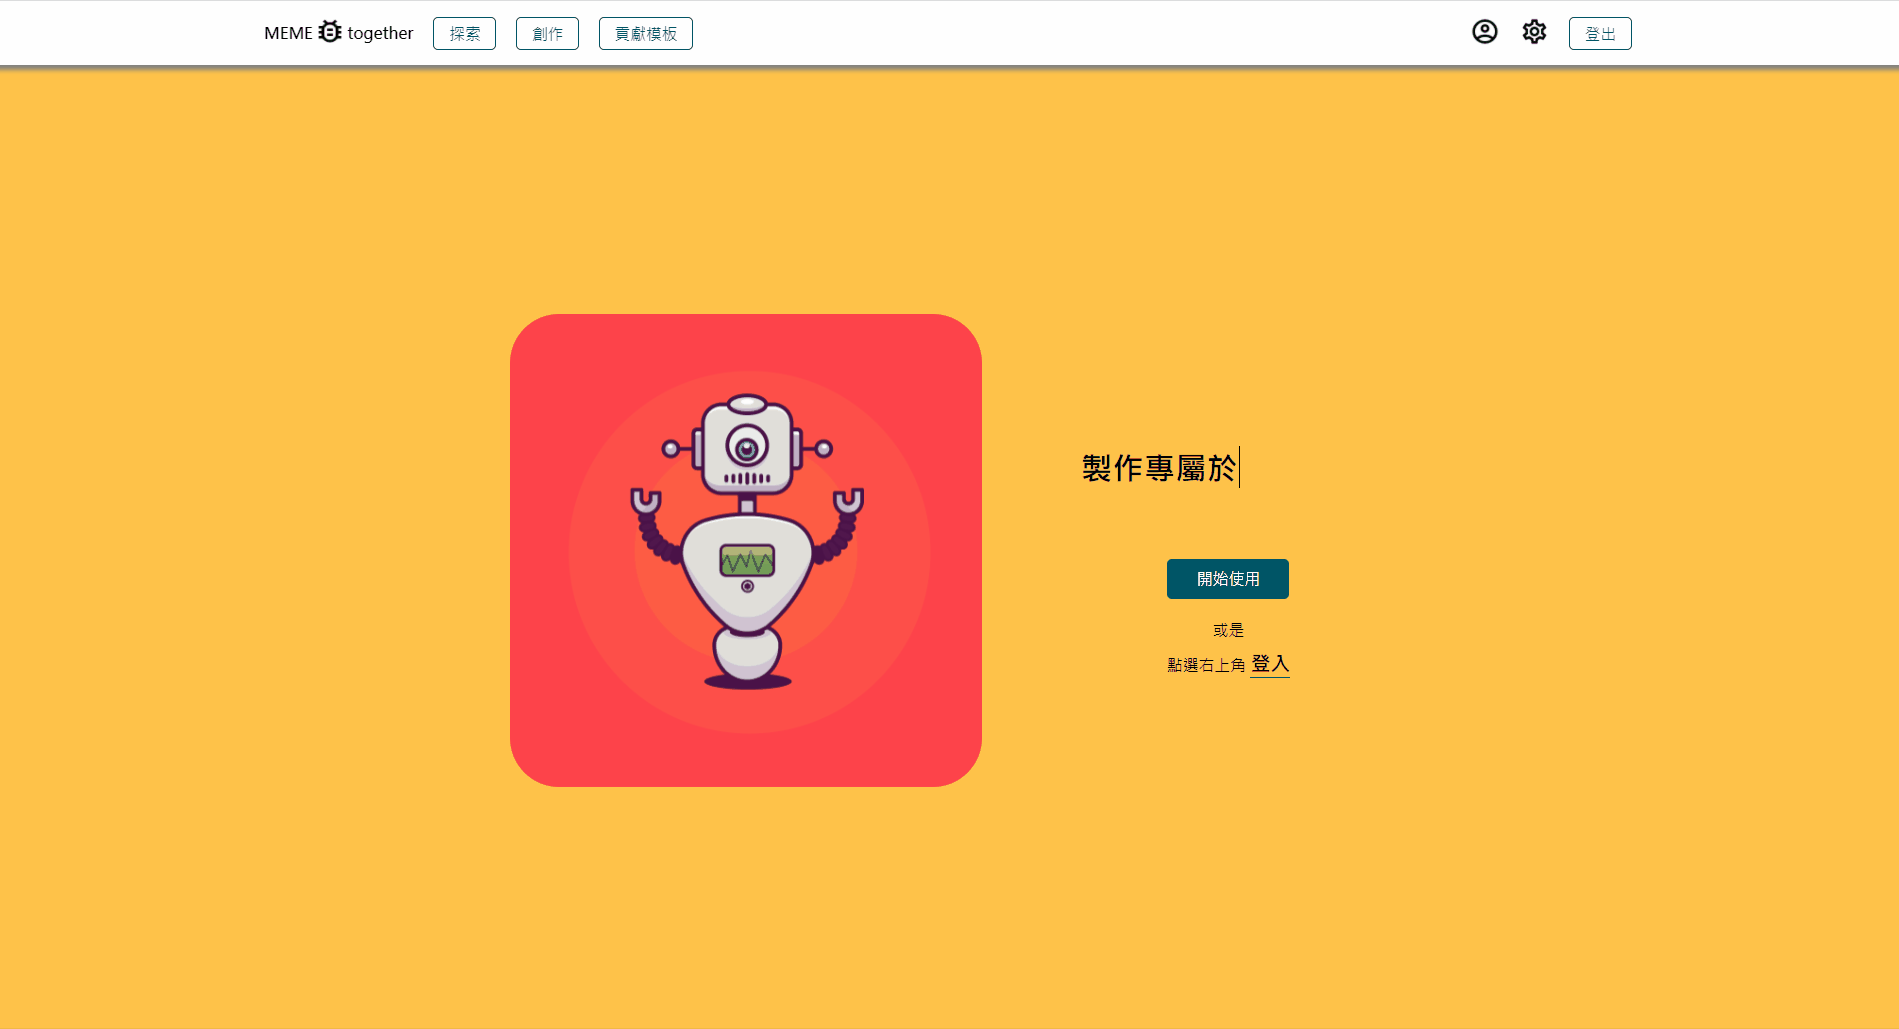 MEME together
探索
創作
貢獻模板
登出
製作專屬於
開始使用
或是
點選右上角 登入